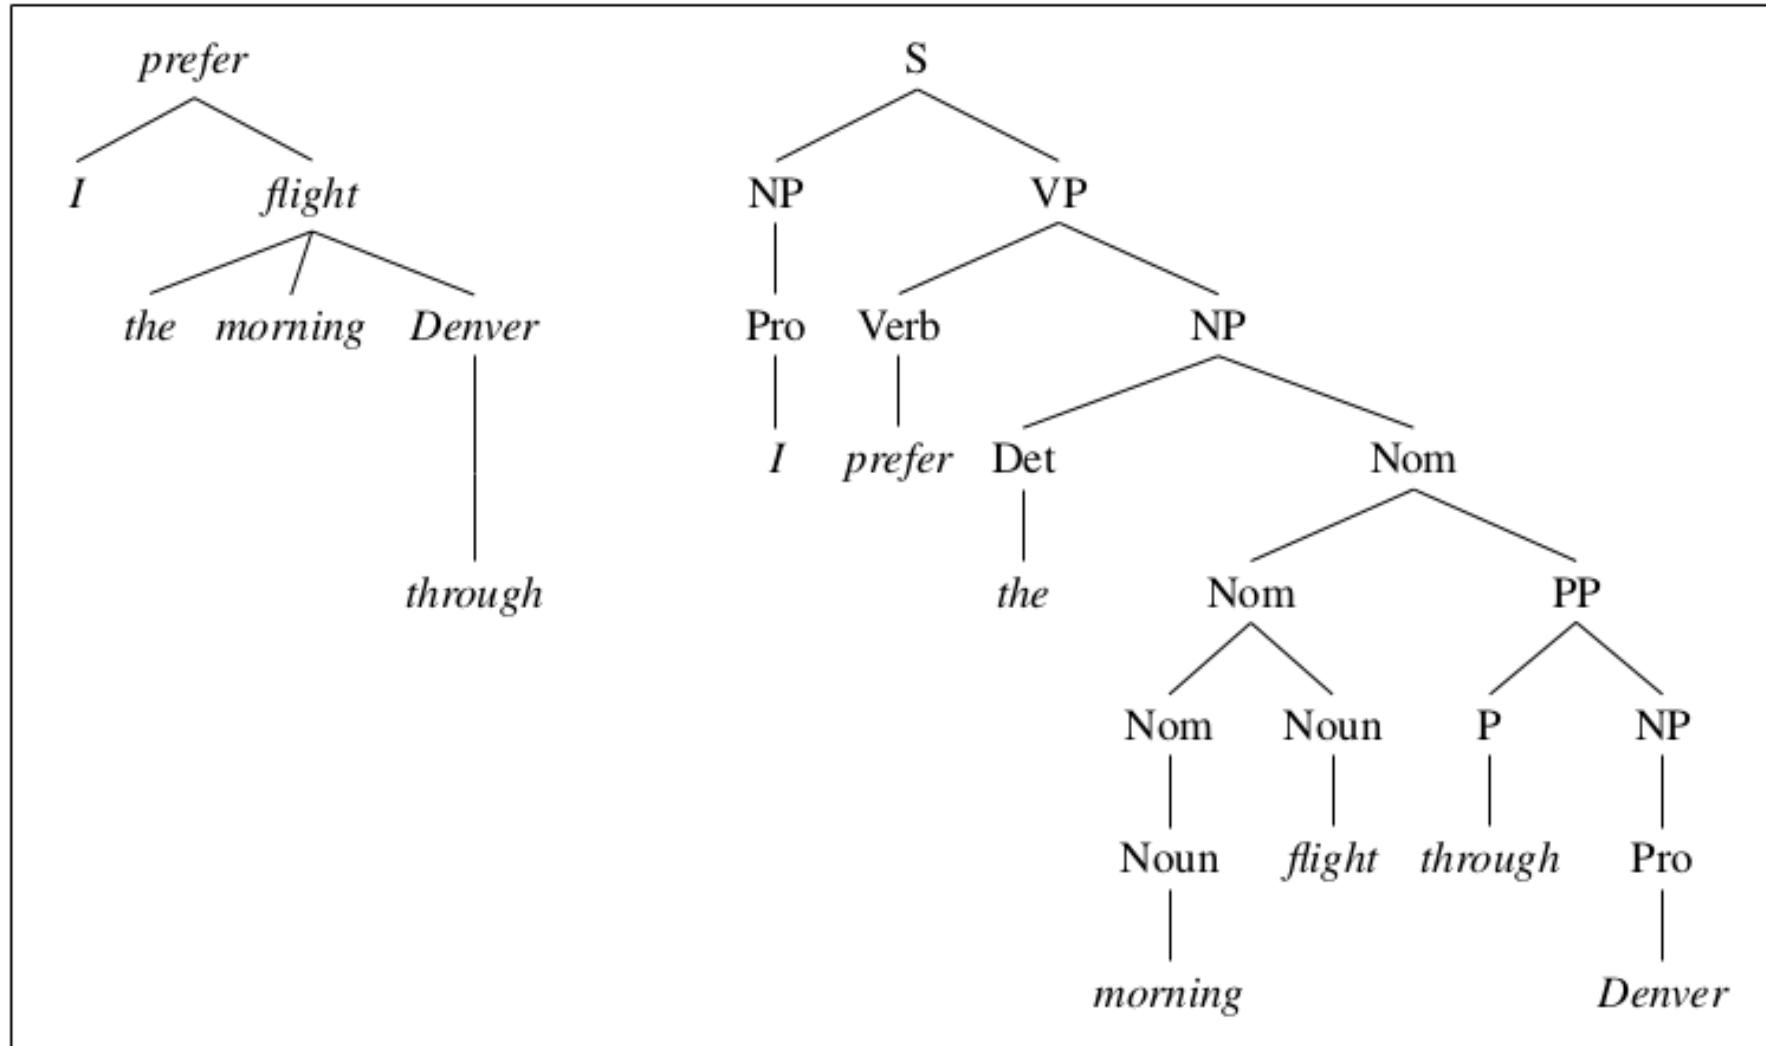 prefer S
I flight NP VP
the morning Denver Pro Verb NP
I prefer Det Nom
through the Nom PP
Nom Noun P NP
Noun flight through Pro
morning Denver